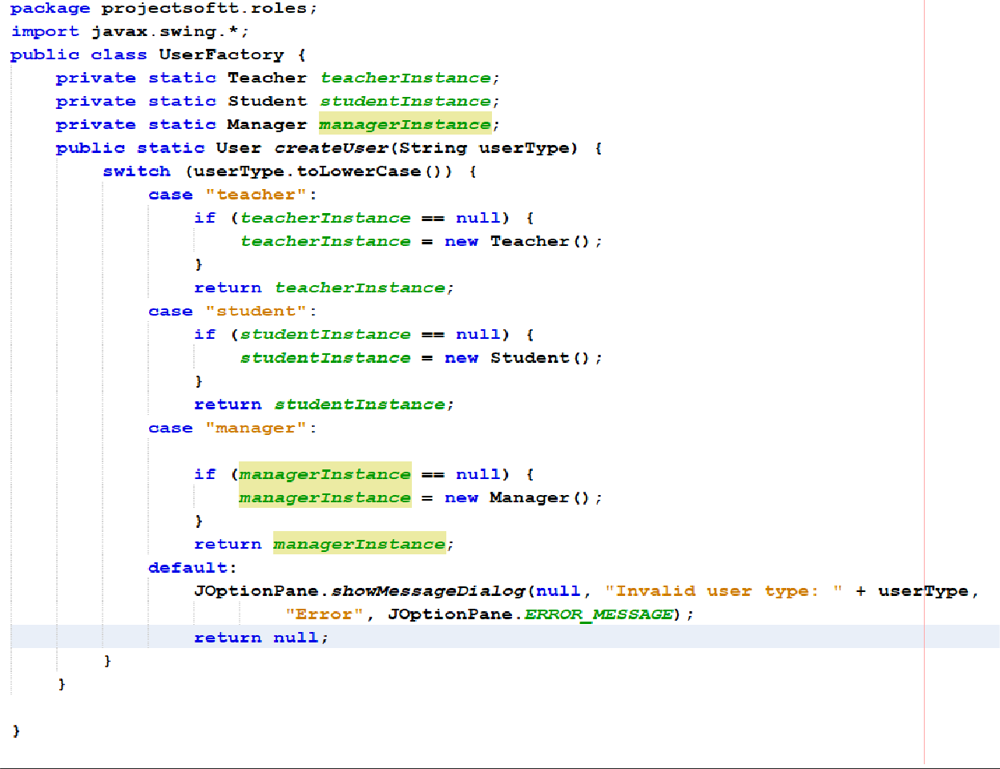 package projectsoftt.roles;
import javax.swing.*;
public class UserFactory {
    private static Teacher teacherInstance;
    private static Student studentInstance;
    private static Manager managerInstance;
    public static User createUser(String userType) {
        switch (userType.toLowerCase()) {
            case "teacher":
                if (teacherInstance == null) {
                    teacherInstance = new Teacher();
                }
                return teacherInstance;
            case "student":
                if (studentInstance == null) {
                    studentInstance = new Student();
                }
                return studentInstance;
            case "manager":

                if (managerInstance == null) {
                    managerInstance = new Manager();
                }
                return managerInstance;
            default:
                JOptionPane.showMessageDialog(null, "Invalid user type: " + userType,
                        "Error", JOptionPane.ERROR_MESSAGE);
                return null;
        }
    }

}